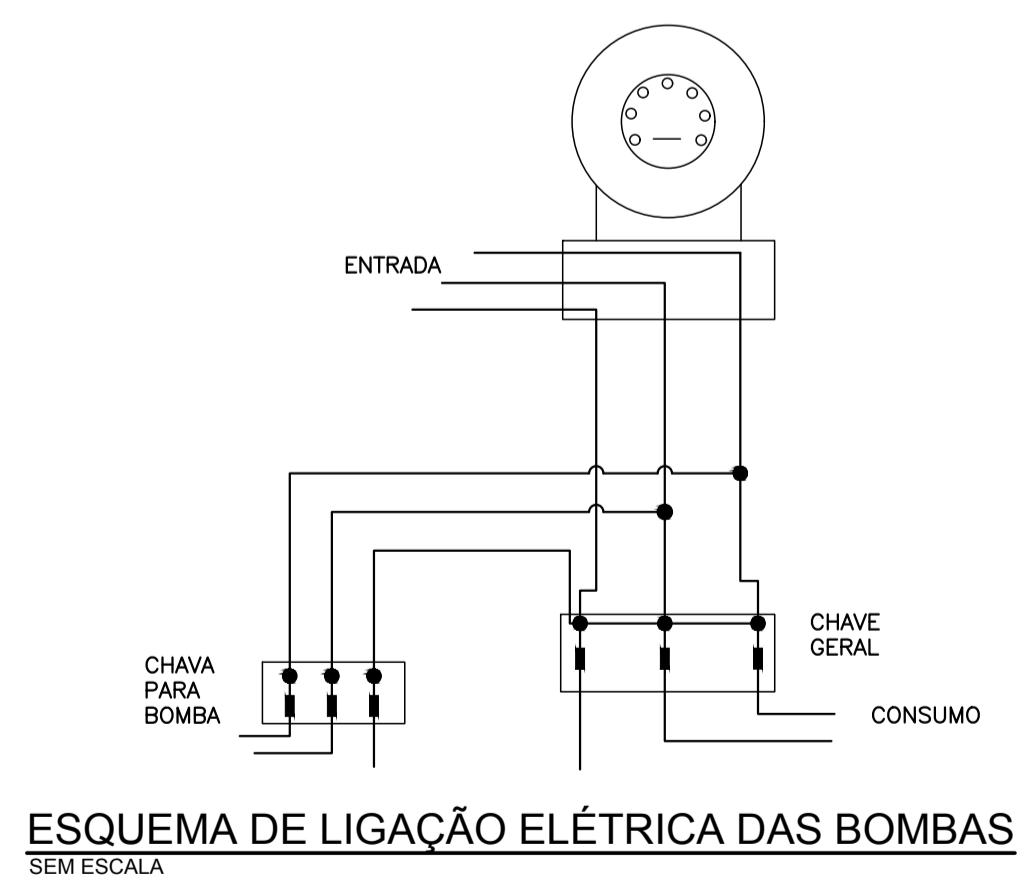 ENTRADA
CHAVE
GERAL
CHAVA
PARA
BOMBA
CONSUMO
ESQUEMA DE LIGAÇÃO ELÉTRICA DAS BOMBAS
SEM ESCALA